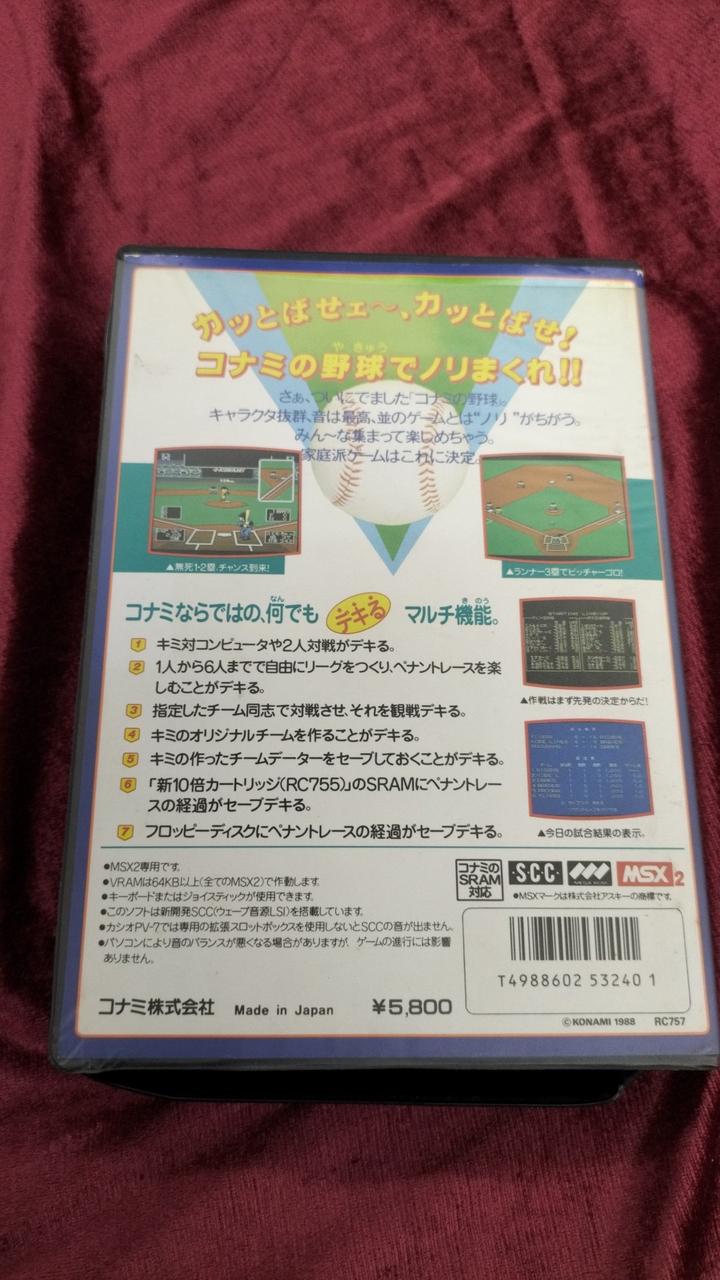 カッとばせェ〜、カッとばせ!
コナミの野球でノリまくれ!!
や きゅう
さぁ、ついにでました「コナミの野球」。
キャラクタ抜群、音は最高、並のゲームとは“ノリ”がちがう。
みん〜な集まって楽しめちゃう。
家庭派ゲームはこれに決定。
KONAMI
▲無死1・2塁、チャンス到来!
▲ランナー3塁でピッチャーゴロ!
コナミならではの、何でも デキる マルチ機能。
なん
き のう
1 キミ対コンピュータや2人対戦がデキる。
2 1人から6人までで自由にリーグをつくり、ペナントレースを楽
しむことがデキる。
3 指定したチーム同志で対戦させ、それを観戦デキる。
4 キミのオリジナルチームを作ることがデキる。
5 キミの作ったチームデーターをセーブしておくことがデキる。
6 「新10倍カートリッジ(RC755)」のSRAMにペナントレー
スの経過がセーブデキる。
7 フロッピーディスクにペナントレースの経過がセーブデキる。
STARTING LINEUP
▲作戦はまず先発の決定からだ!
▲今日の試合結果の表示。
●MSX2専用です。
●VRAMは64KB以上(全てのMSX2)で作動します。
●キーボードまたはジョイスティックが使用できます。
●このソフトは新開発SCC(ウェーブ音源LSI)を搭載しています。
●カシオPV-7では専用の拡張スロットボックスを使用しないとSCCの音が出ません。
●パソコンにより音のバランスが悪くなる場合がありますが、ゲームの進行には影響
ありません。
コナミの
SRAM
対応
SCC
MEGA ROM
MSX2
●MSXマークは株式会社アスキーの商標です。
T4988602 53240 1
コナミ株式会社 Made in Japan ¥5,800
©KONAMI 1988 RC757